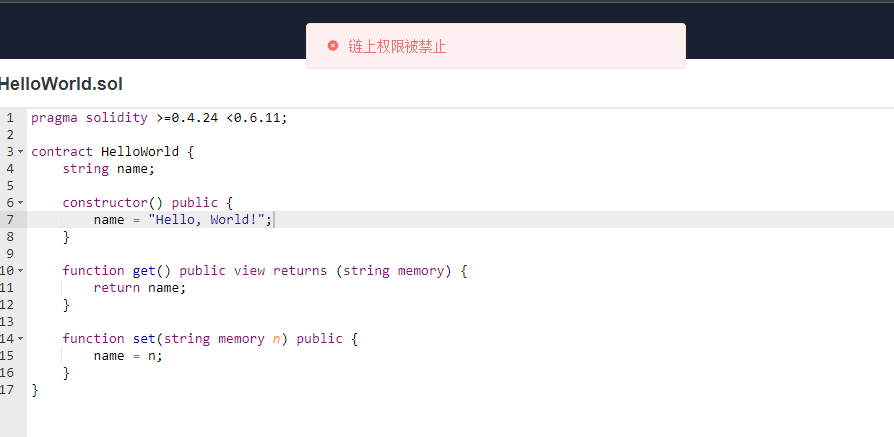 链上权限被禁止
HelloWorld.sol
1 pragma solidity >=0.4.24 <0.6.11;
2
3 contract HelloWorld {
4     string name;
5
6     constructor() public {
7         name = "Hello, World!";
8     }
9
10     function get() public view returns (string memory) {
11         return name;
12     }
13
14     function set(string memory n) public {
15         name = n;
16     }
17 }